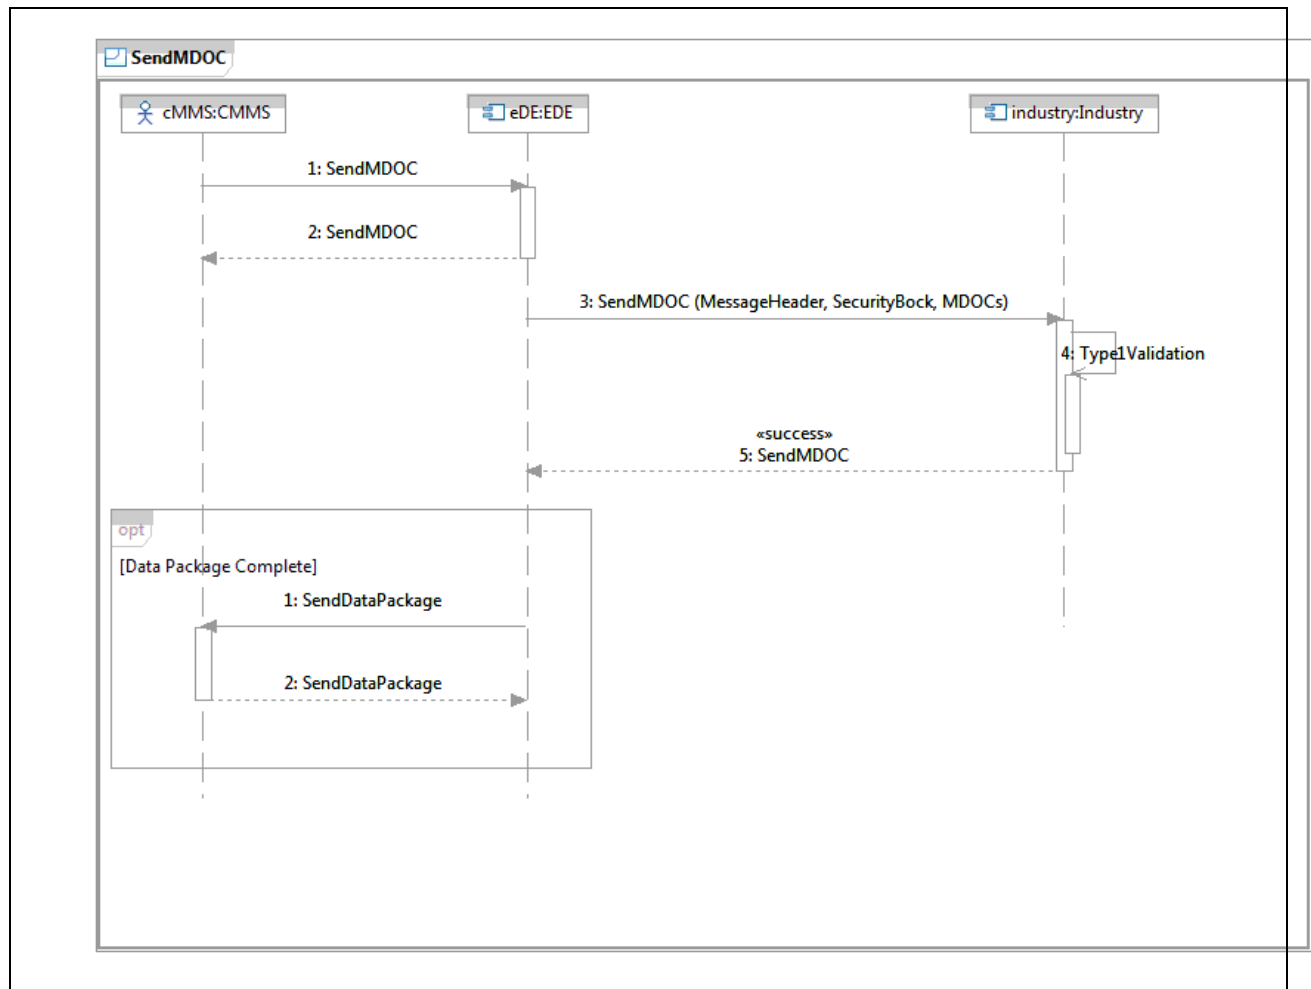 SendMDOC
cMMS:CMMS
eDE:EDE
industry:Industry
1: SendMDOC
2: SendMDOC
3: SendMDOC (MessageHeader, SecurityBock, MDOCs)
4: Type1Validation
«success»
5: SendMDOC
opt
[Data Package Complete]
1: SendDataPackage
2: SendDataPackage